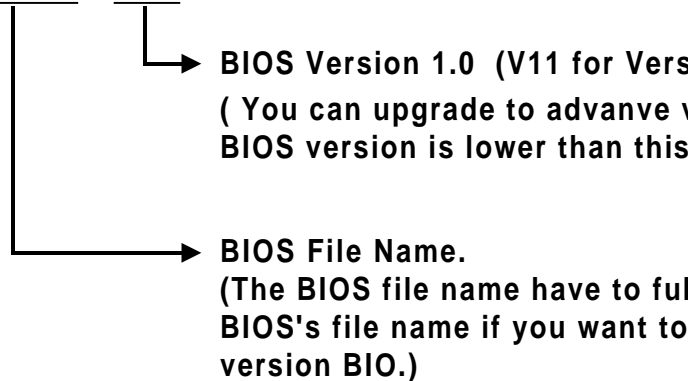 BIOS Version 1.0 (V11 for Vers
( You can upgrade to advanve v
BIOS version is lower than this
BIOS File Name.
(The BIOS file name have to ful
BIOS's file name if you want to
version BIO.)